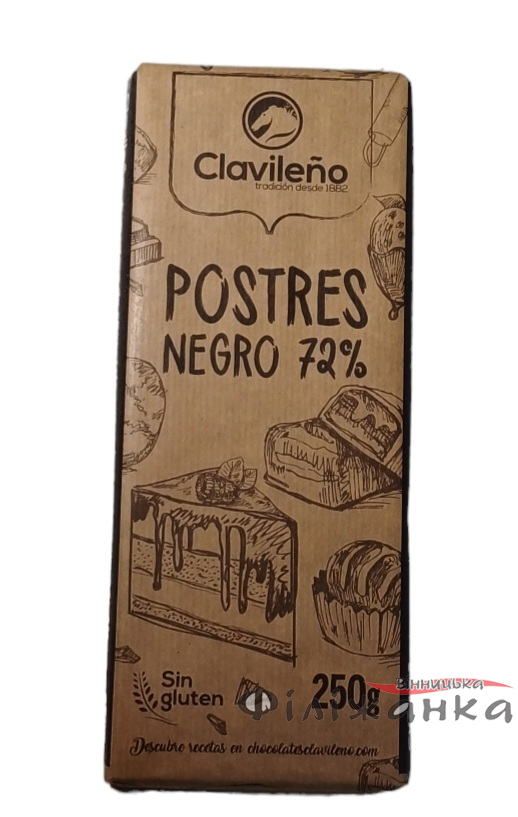 Clavileño
tradición desde 1882
POSTRES
NEGRO 72%
Sin
gluten
250g
Вінницька
Філіжанка
Descubre recetas en chocolatesclavileno.com